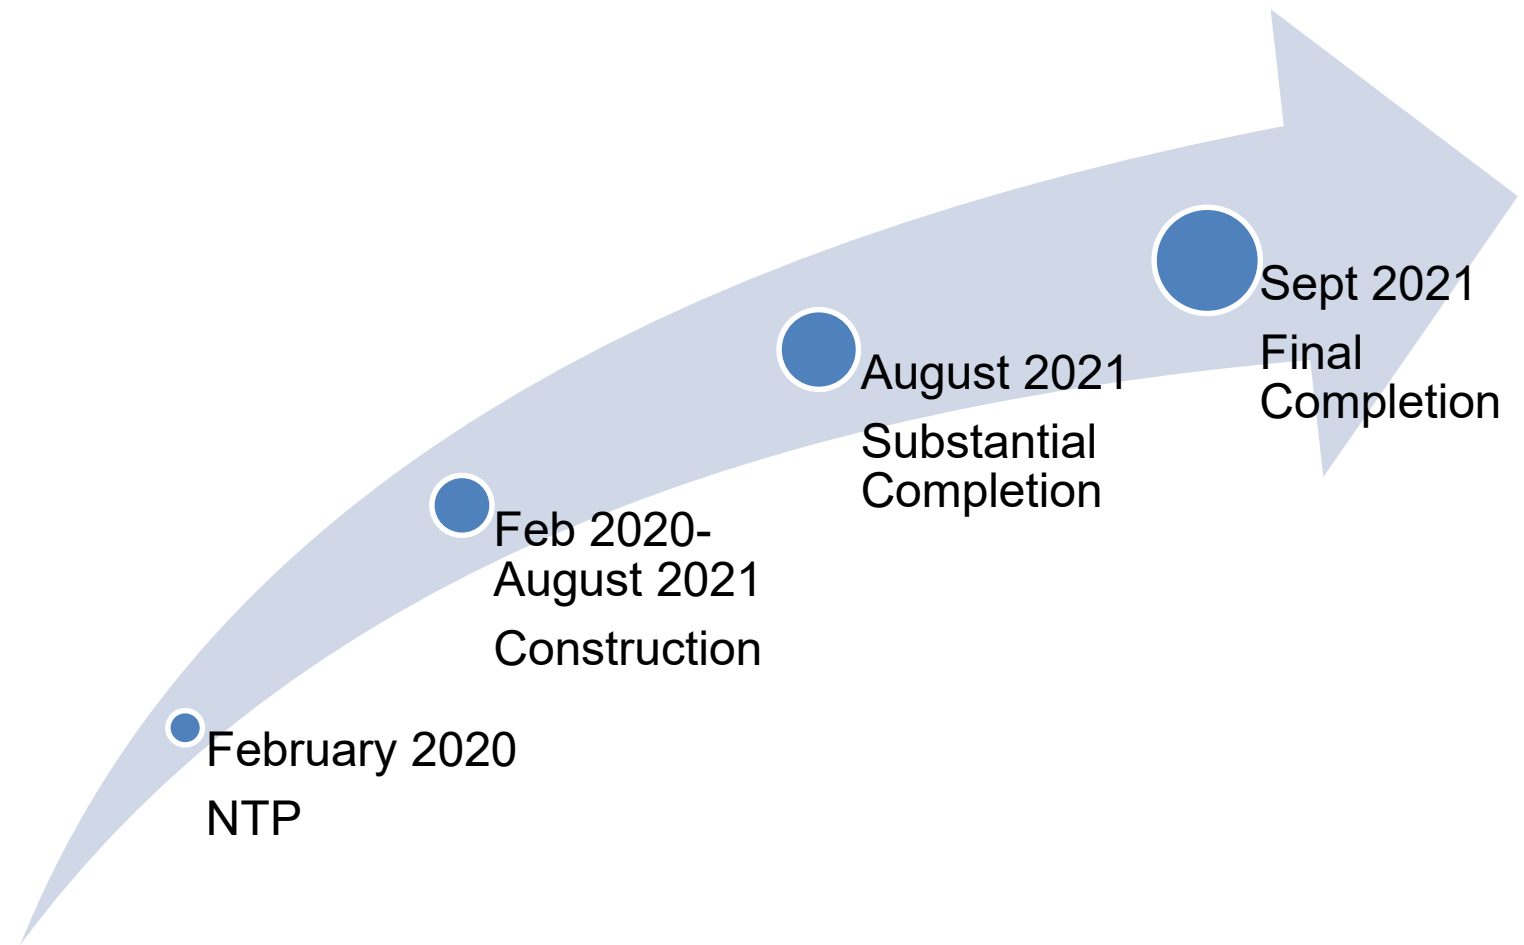 February 2020
NTP
Feb 2020-
August 2021
Construction
August 2021
Substantial
Completion
Sept 2021
Final
Completion